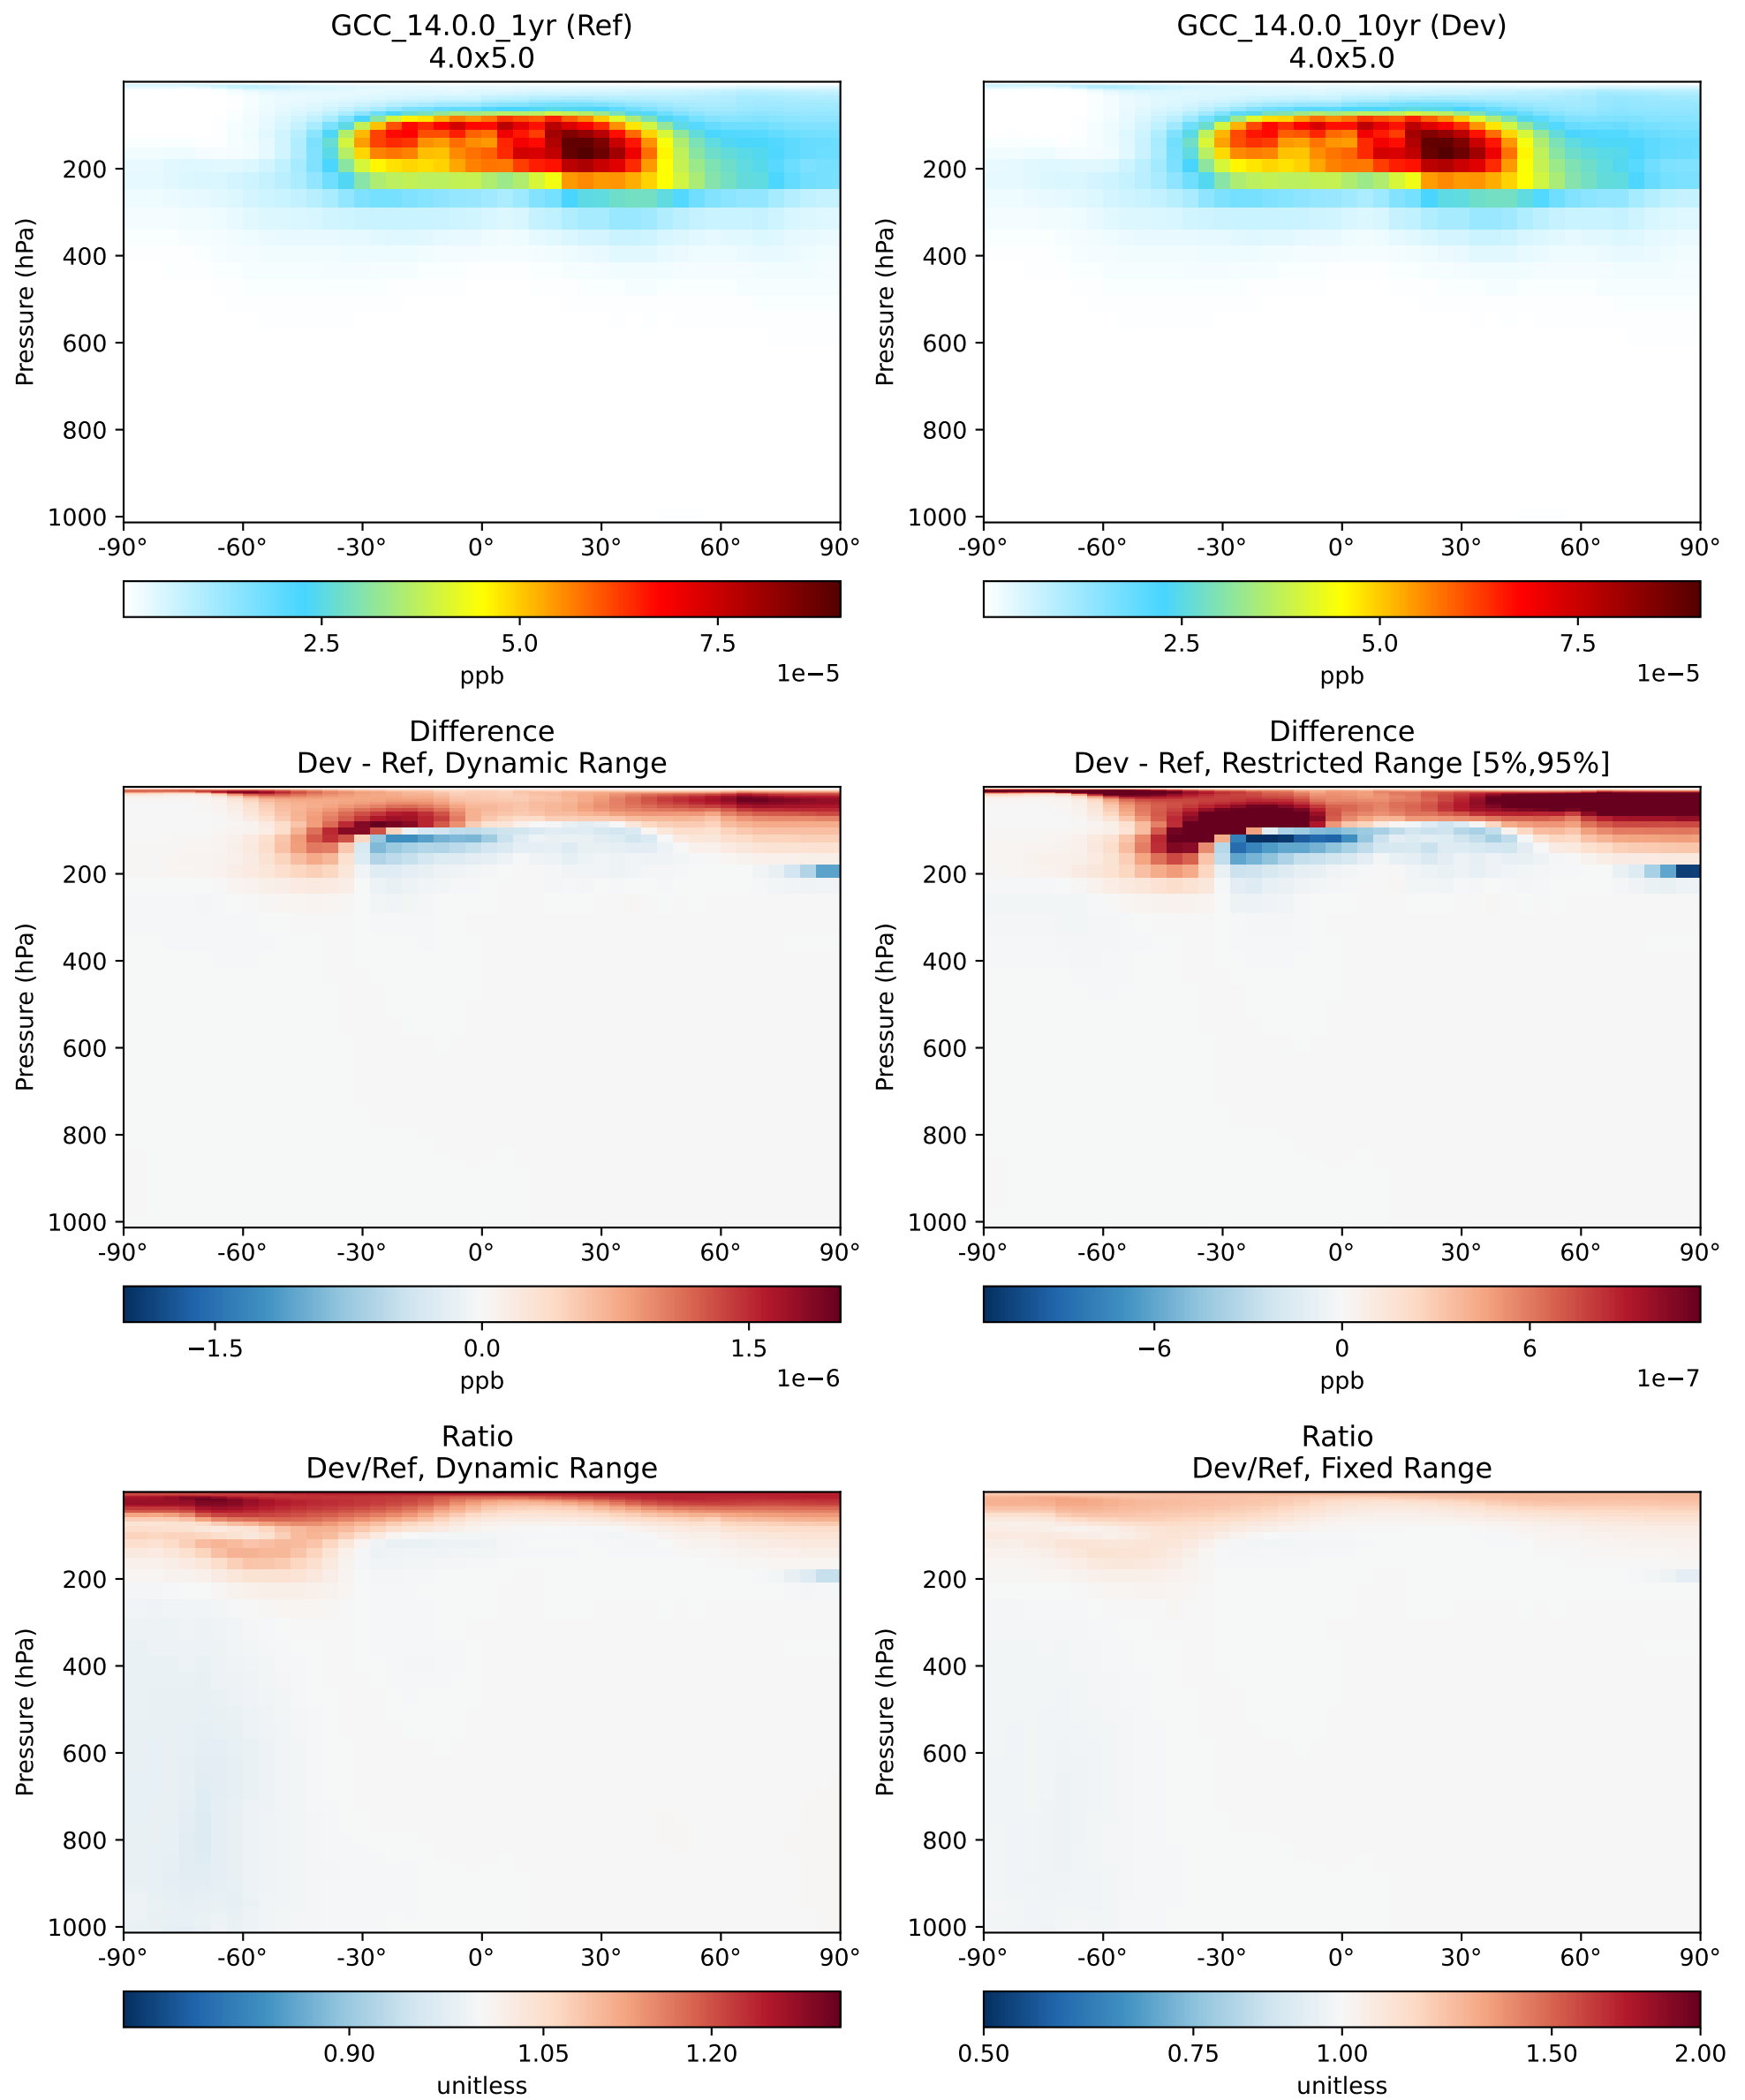 GCC_14.0.0_1yr (Ref)
4.0x5.0
Pressure (hPa)
200
400
600
800
1000
-90° -60° -30° 0° 30° 60° 90°
2.5 5.0 7.5
ppb
1e−5
GCC_14.0.0_10yr (Dev)
4.0x5.0
Pressure (hPa)
200
400
600
800
1000
-90° -60° -30° 0° 30° 60° 90°
2.5 5.0 7.5
ppb
1e−5
Difference
Dev - Ref, Dynamic Range
Pressure (hPa)
200
400
600
800
1000
-90° -60° -30° 0° 30° 60° 90°
−1.5 0.0 1.5
ppb
1e−6
Difference
Dev - Ref, Restricted Range [5%,95%]
Pressure (hPa)
200
400
600
800
1000
-90° -60° -30° 0° 30° 60° 90°
−6 0 6
ppb
1e−7
Ratio
Dev/Ref, Dynamic Range
Pressure (hPa)
200
400
600
800
1000
-90° -60° -30° 0° 30° 60° 90°
0.90 1.05 1.20
unitless
Ratio
Dev/Ref, Fixed Range
Pressure (hPa)
200
400
600
800
1000
-90° -60° -30° 0° 30° 60° 90°
0.50 0.75 1.00 1.50 2.00
unitless